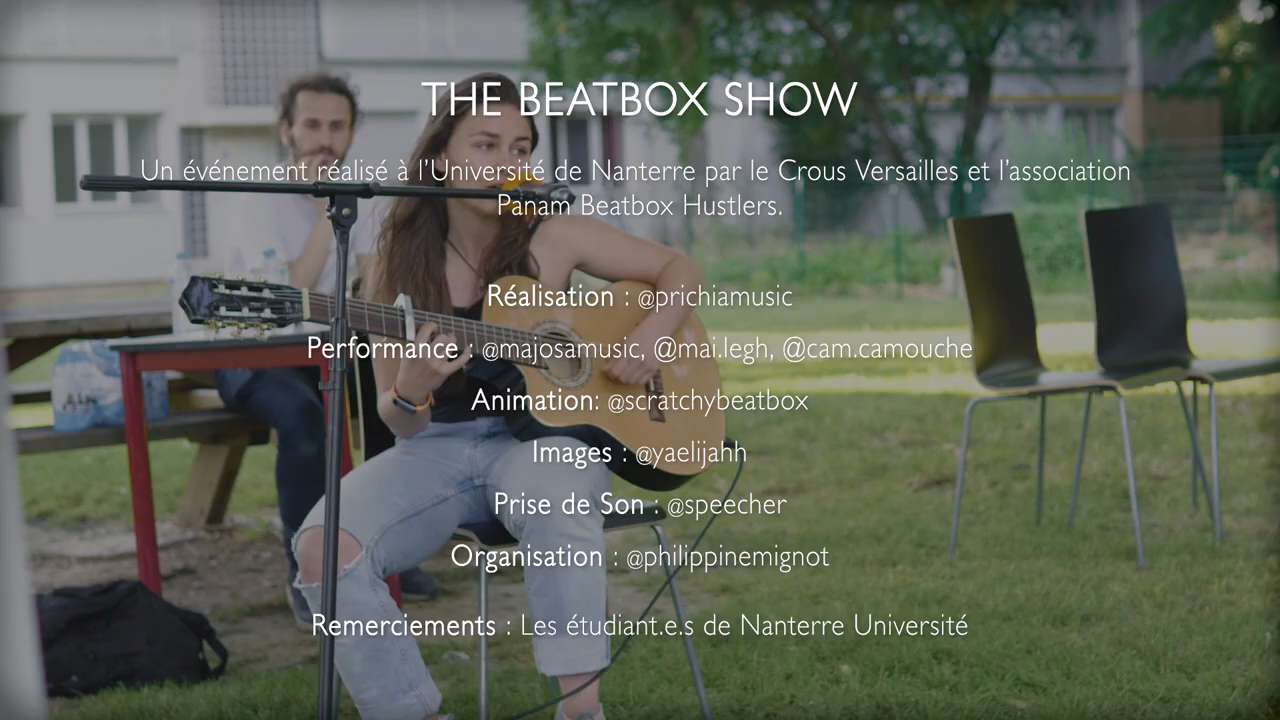 THE BEATBOX SHOW
Un événement réalisé à l'Université de Nanterre par le Crous Versailles et l'association
Panam Beatbox Hustlers.
Réalisation : @prichiamusic
Performance : @majosamusic, @mai.legh, @cam.camouche
Animation: @scratchybeatbox
Images : @yaelijahh
Prise de Son : @speecher
Organisation : @philippinemignot
Remerciements : Les étudiant.e.s de Nanterre Université